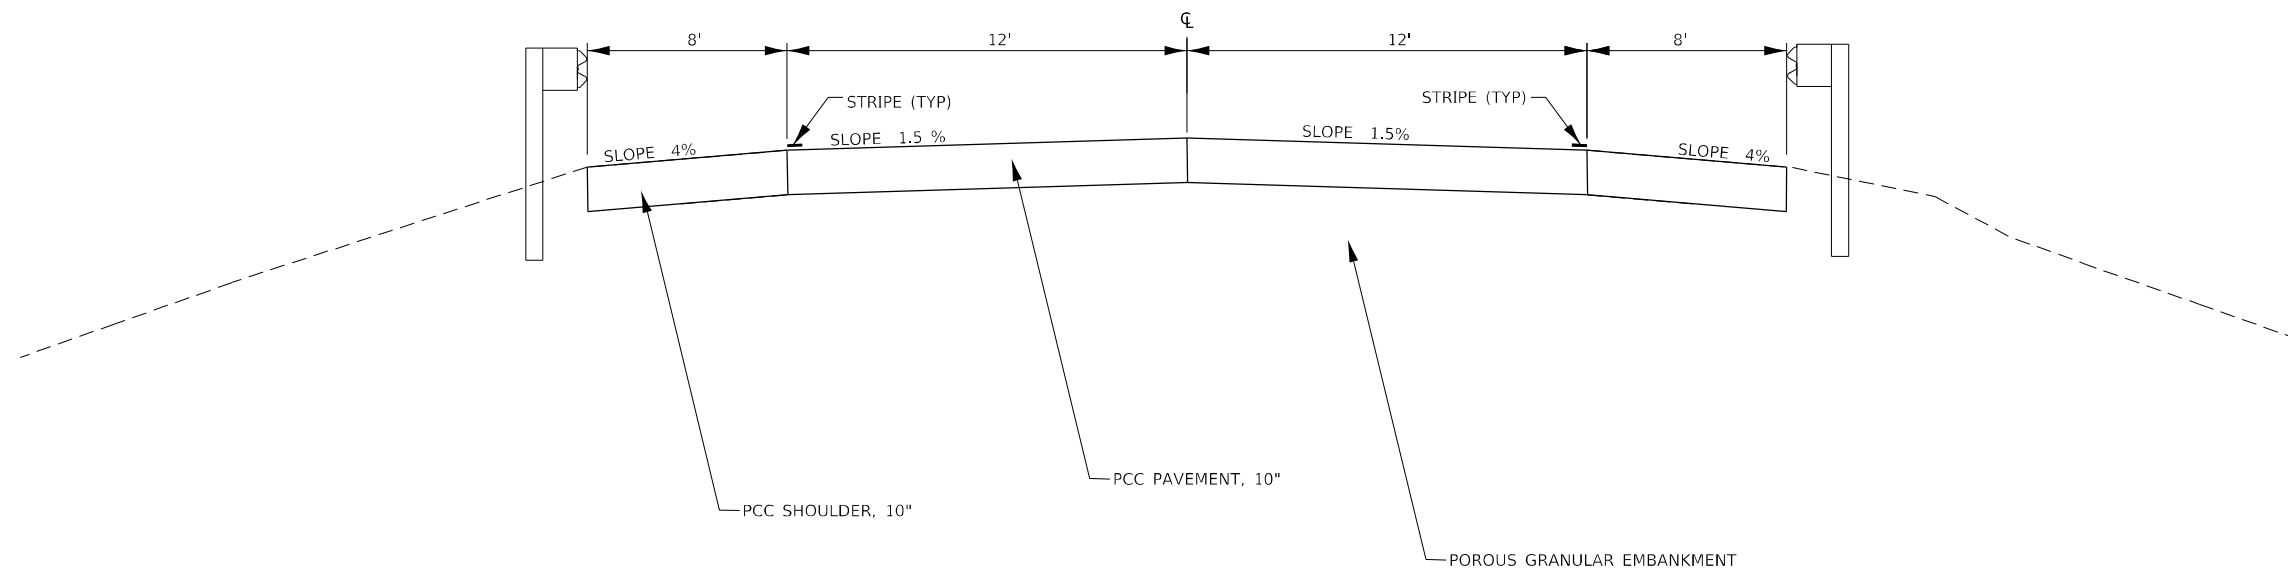 ℄
8' 12' 12' 8'
STRIPE (TYP) STRIPE (TYP)
SLOPE 4% SLOPE 1.5 % SLOPE 1.5% SLOPE 4%
PCC PAVEMENT, 10"
PCC SHOULDER, 10"
POROUS GRANULAR EMBANKMENT